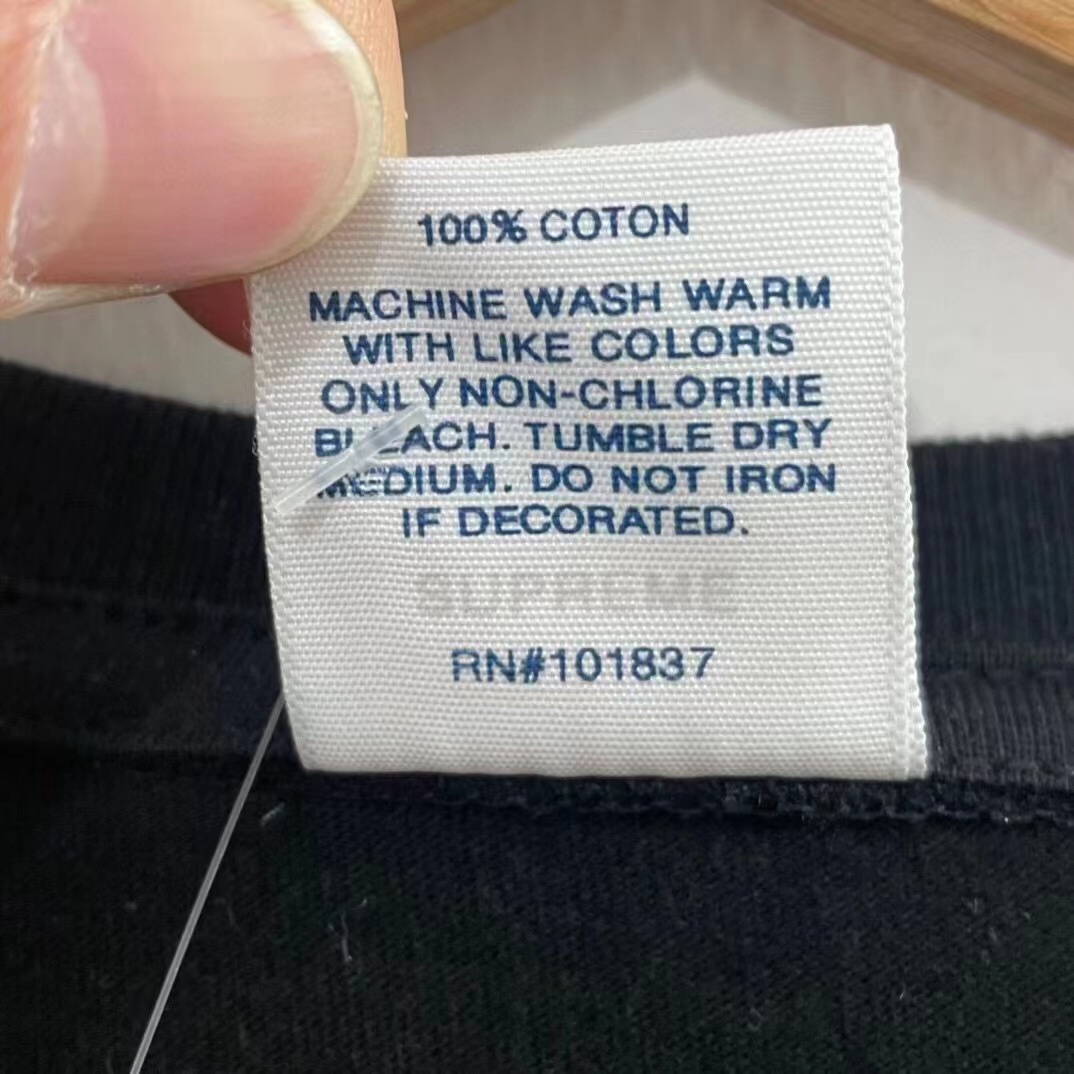 100% COTON
MACHINE WASH WARM
WITH LIKE COLORS
ONLY NON-CHLORINE
BLEACH. TUMBLE DRY
MEDIUM. DO NOT IRON
IF DECORATED.
SUPREME
RN#101837